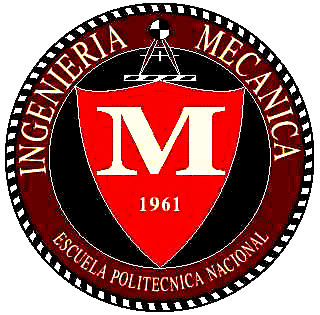 INGENIERIA MECANICA
M
1961
ESCUELA POLITECNICA NACIONAL